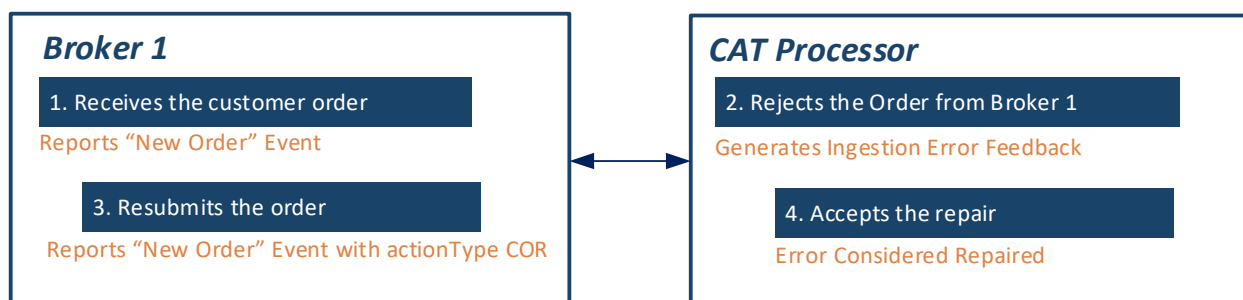 Broker 1
1. Receives the customer order
Reports “New Order” Event
3. Resubmits the order
Reports “New Order” Event with actionType COR
CAT Processor
2. Rejects the Order from Broker 1
Generates Ingestion Error Feedback
4. Accepts the repair
Error Considered Repaired